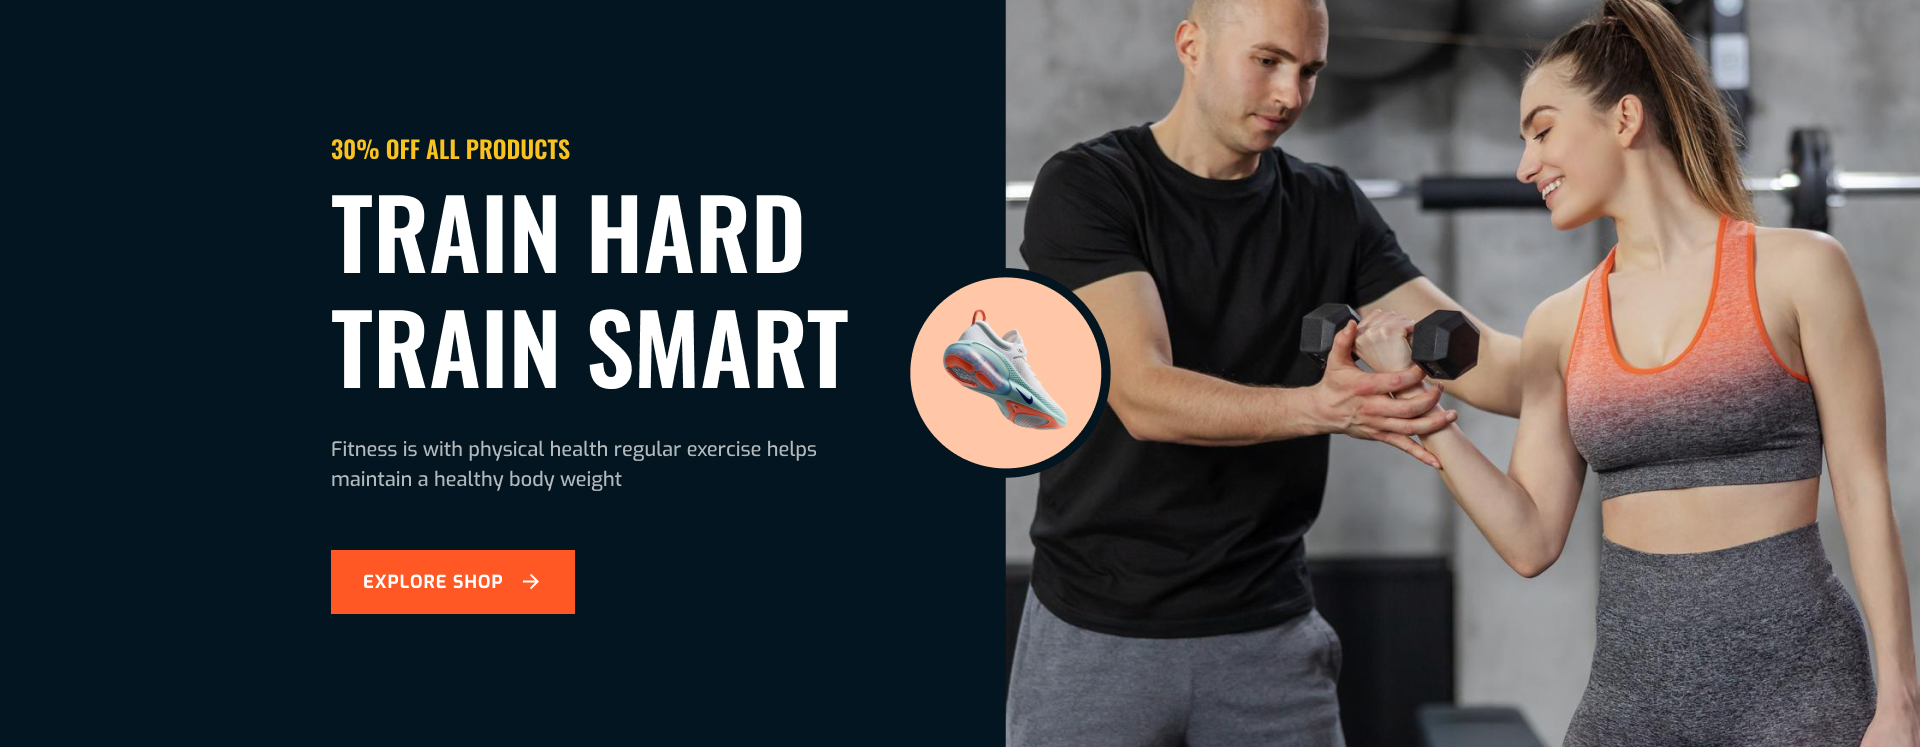 30% OFF ALL PRODUCTS
TRAIN HARD
TRAIN SMART
Fitness is with physical health regular exercise helps
maintain a healthy body weight
EXPLORE SHOP